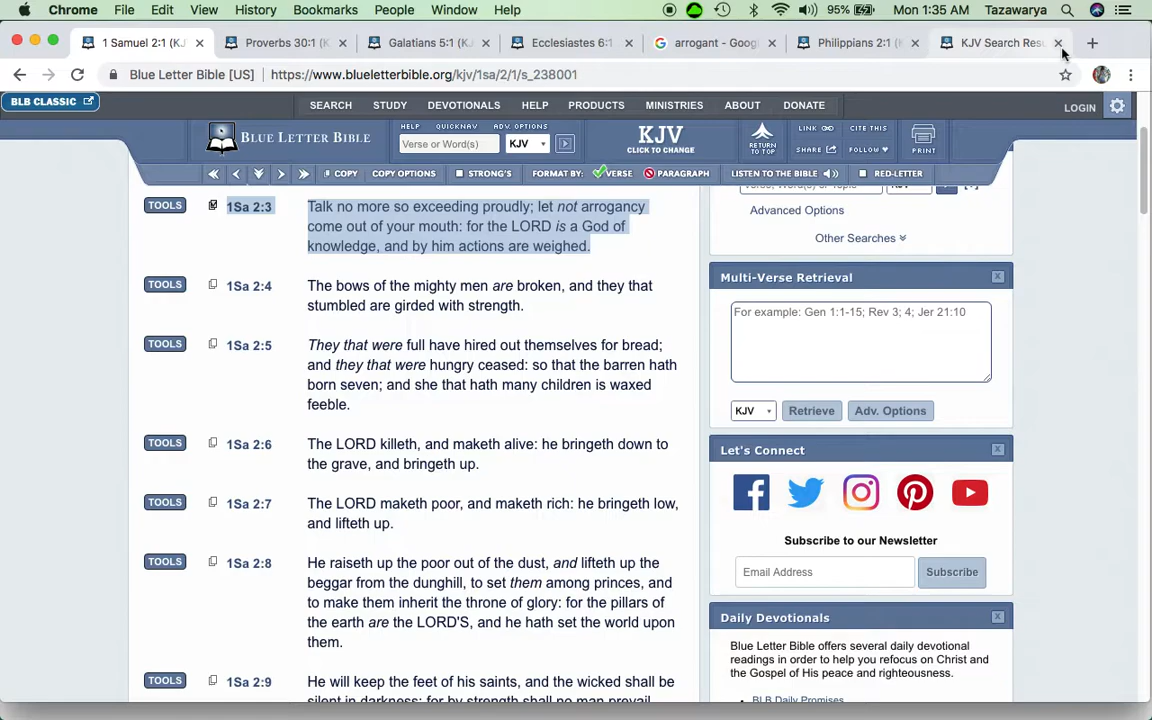 Chrome File Edit View History Bookmarks People Window Help 95% Mon 1:35 AM Tazawarya
1 Samuel 2:1 (KJ Proverbs 30:1 (K Galatians 5:1 (KJ Ecclesiastes 6:1 arrogant - Goog Philippians 2:1 ( KJV Search Resu
Blue Letter Bible [US] https://www.blueletterbible.org/kjv/1sa/2/1/s_238001
BLB CLASSIC SEARCH STUDY DEVOTIONALS HELP PRODUCTS MINISTRIES ABOUT DONATE LOGIN
HELP QUICKNAV ADV. OPTIONS
BLUE LETTER BIBLE Verse or Word(s) KJV
KJV
CLICK TO CHANGE
RETURN TO TOP
LINK CITE THIS
SHARE FOLLOW
PRINT
COPY COPY OPTIONS STRONG'S FORMAT BY: VERSE PARAGRAPH LISTEN TO THE BIBLE RED-LETTER
TOOLS 1Sa 2:3 Talk no more so exceeding proudly; let not arrogancy
come out of your mouth: for the LORD is a God of
knowledge, and by him actions are weighed.
TOOLS 1Sa 2:4 The bows of the mighty men are broken, and they that
stumbled are girded with strength.
TOOLS 1Sa 2:5 They that were full have hired out themselves for bread;
and they that were hungry ceased: so that the barren hath
born seven; and she that hath many children is waxed
feeble.
TOOLS 1Sa 2:6 The LORD killeth, and maketh alive: he bringeth down to
the grave, and bringeth up.
TOOLS 1Sa 2:7 The LORD maketh poor, and maketh rich: he bringeth low,
and lifteth up.
TOOLS 1Sa 2:8 He raiseth up the poor out of the dust, and lifteth up the
beggar from the dunghill, to set them among princes, and
to make them inherit the throne of glory: for the pillars of
the earth are the LORD'S, and he hath set the world upon
them.
TOOLS 1Sa 2:9 He will keep the feet of his saints, and the wicked shall be
silent in darkness; for by strength shall no man prevail.
Advanced Options
Other Searches
Multi-Verse Retrieval
For example: Gen 1:1-15; Rev 3; 4; Jer 21:10
KJV Retrieve Adv. Options
Let's Connect
Subscribe to our Newsletter
Email Address Subscribe
Daily Devotionals
Blue Letter Bible offers several daily devotional
readings in order to help you refocus on Christ and
the Gospel of His peace and righteousness.
BLB Daily Promises